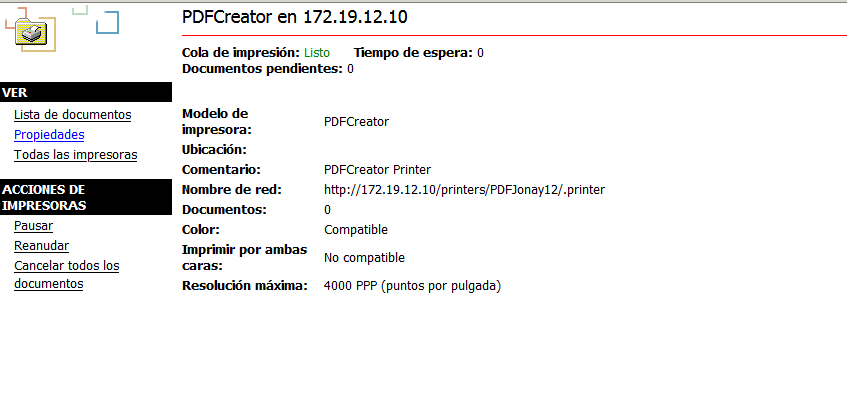 PDFCreator en 172.19.12.10
Cola de impresión: Listo Tiempo de espera: 0
Documentos pendientes: 0
VER
Lista de documentos
Propiedades
Todas las impresoras
ACCIONES DE
IMPRESORAS
Pausar
Reanudar
Cancelar todos los
documentos
Modelo de
impresora: PDFCreator
Ubicación:
Comentario: PDFCreator Printer
Nombre de red: http://172.19.12.10/printers/PDFJonay12/.printer
Documentos: 0
Color: Compatible
Imprimir por ambas
caras: No compatible
Resolución máxima: 4000 PPP (puntos por pulgada)